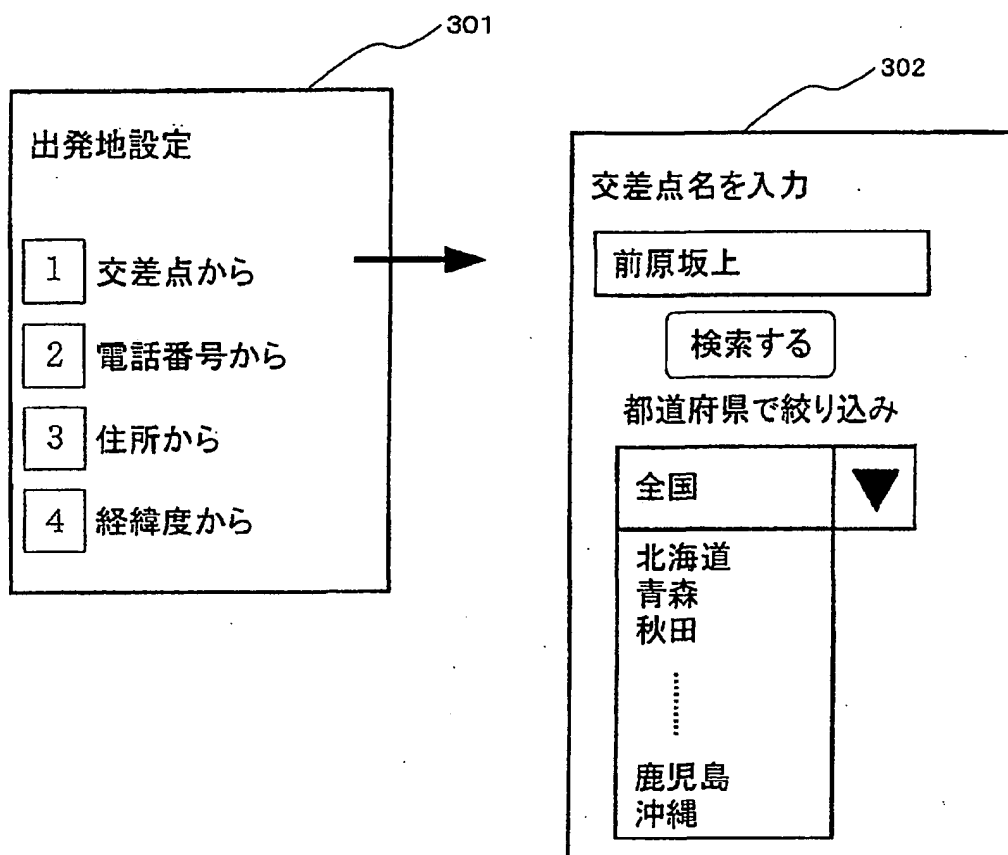 301
出発地設定
1 交差点から
2 電話番号から
3 住所から
4 経緯度から
302
交差点名を入力
前原坂上
検索する
都道府県で絞り込み
全国
北海道
青森
秋田
鹿児島
沖縄